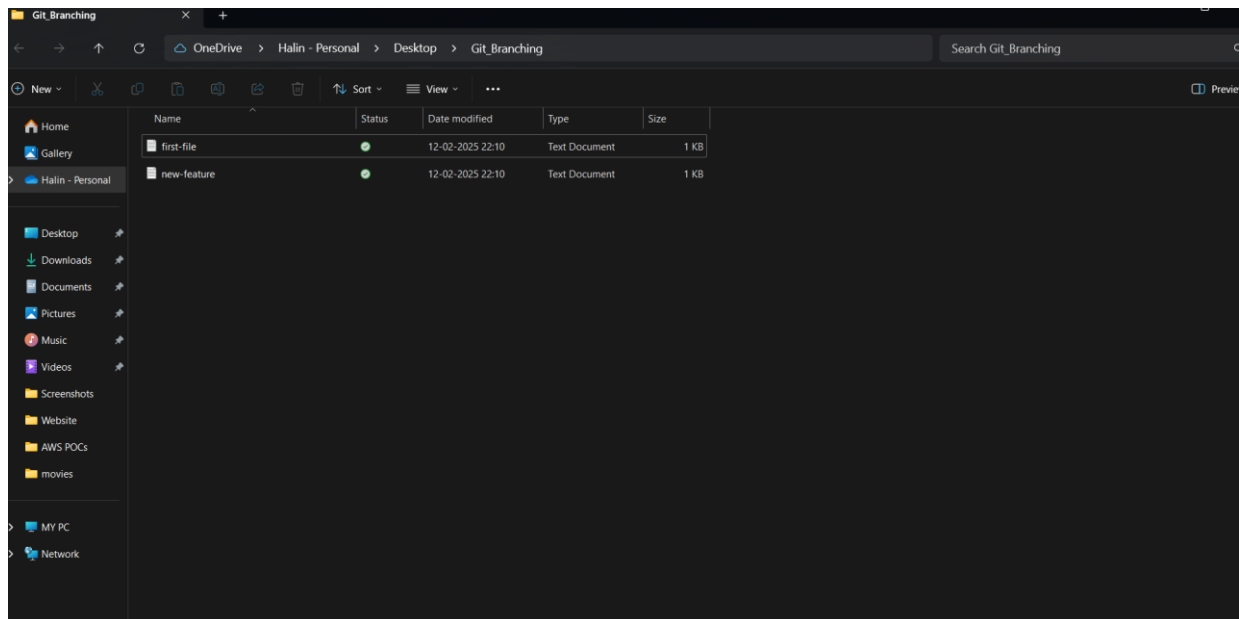 Git_Branching
OneDrive > Halin - Personal > Desktop > Git_Branching
Search Git_Branching
New
Sort
View
Name Status Date modified Type Size
first-file 12-02-2025 22:10 Text Document 1 KB
new-feature 12-02-2025 22:10 Text Document 1 KB
Home
Gallery
Halin - Personal
Desktop
Downloads
Documents
Pictures
Music
Videos
Screenshots
Website
AWS POCs
movies
MY PC
Network